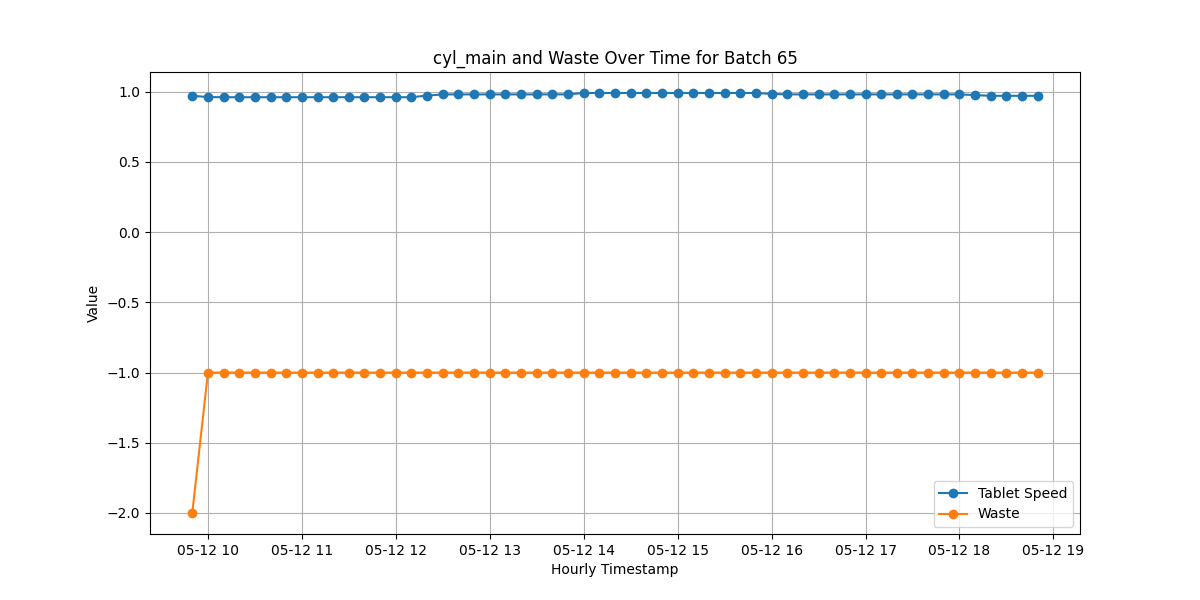 cyl_main and Waste Over Time for Batch 65
1.0
0.5
0.0
−0.5
−1.0
−1.5
−2.0
Value
Tablet Speed
Waste
05-12 10 05-12 11 05-12 12 05-12 13 05-12 14 05-12 15 05-12 16 05-12 17 05-12 18 05-12 19
Hourly Timestamp